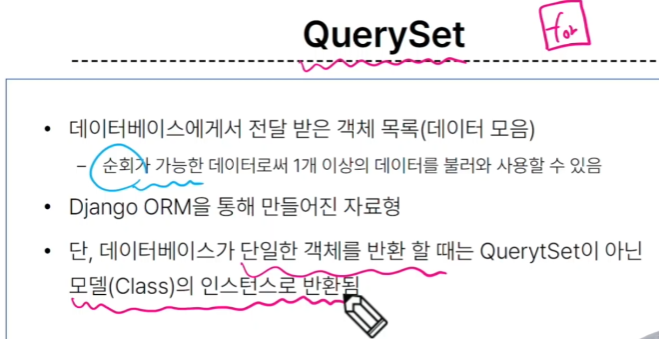 QuerySet
for
• 데이터베이스에게서 전달 받은 객체 목록(데이터 모음)
– 순회가 가능한 데이터로써 1개 이상의 데이터를 불러와 사용할 수 있음
• Django ORM을 통해 만들어진 자료형
• 단, 데이터베이스가 단일한 객체를 반환 할 때는 QuerytSet이 아닌
모델(Class)의 인스턴스로 반환됨